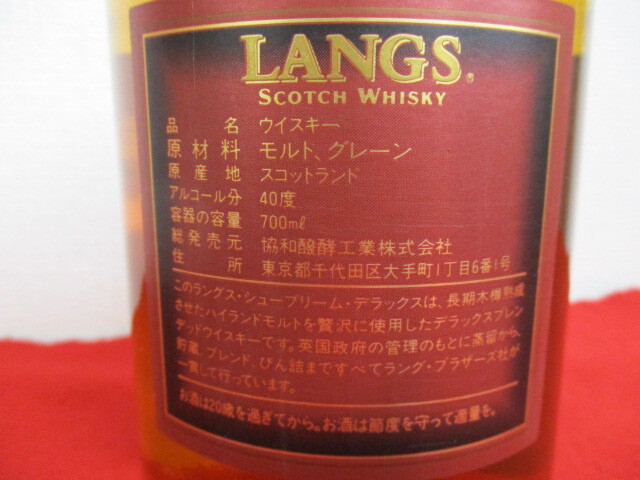 LANGS®
SCOTCH WHISKY
品名 ウイスキー
原材料 モルト、グレーン
原産地 スコットランド
アルコール分 40度
容器の容量 700mℓ
総発売元 協和醱酵工業株式会社
住所 東京都千代田区大手町1丁目6番1号
このラングス・シュープリーム・デラックスは、長期木樽熟成
させたハイランドモルトを贅沢に使用したデラックスブレン
デッドウイスキーです。英国政府の管理のもとに蒸留から、
貯蔵、ブレンド、びん詰まですべてラング・ブラザーズ社が
一貫して行っています。
お酒は20歳を過ぎてから。お酒は節度を守って適量を。